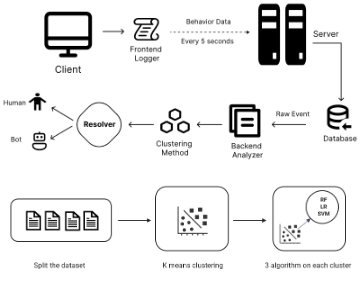 Behavior Data
Every 5 seconds
Server
Client
Frontend
Logger
Human
Bot
Resolver
Clustering
Method
Backend
Analyzer
Raw Event
Database
RF
LR
SVM
Split the dataset
K means clustering
3 algorithm on each cluster